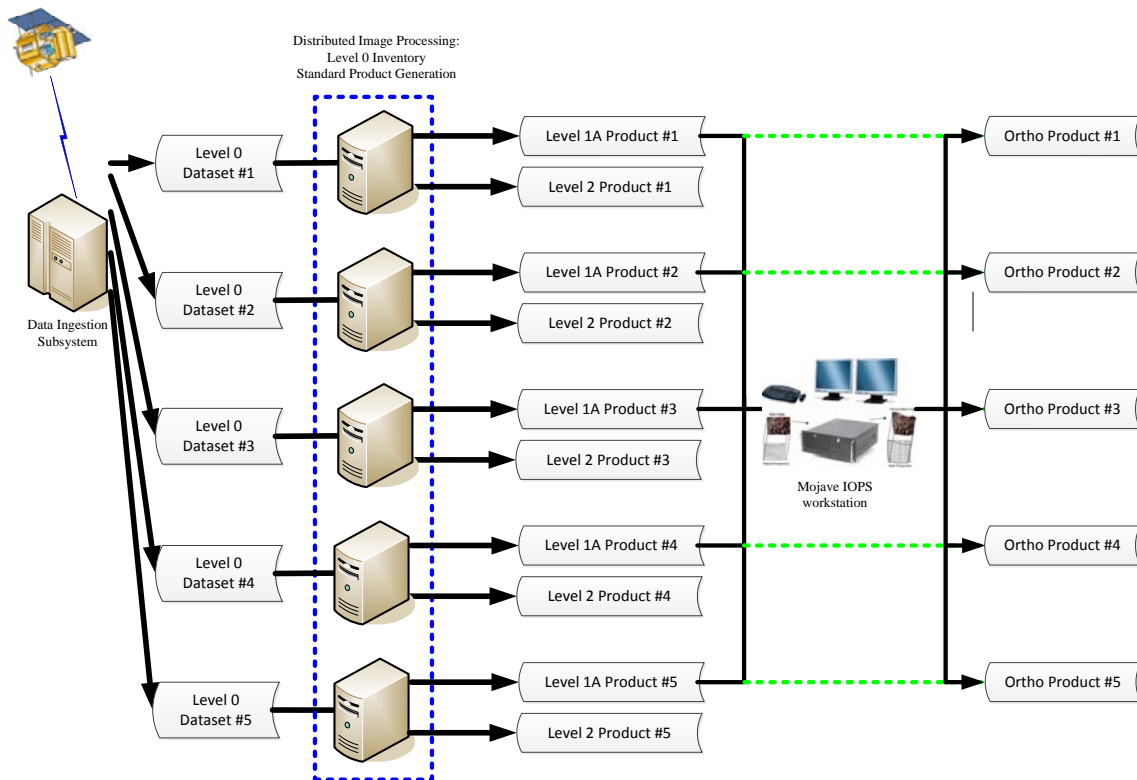 Distributed Image Processing:
Level 0 Inventory
Standard Product Generation
Data Ingestion
Subsystem
Level 0
Dataset #1
Level 1A Product #1
Level 2 Product #1
Ortho Product #1
Level 0
Dataset #2
Level 1A Product #2
Level 2 Product #2
Ortho Product #2
Level 0
Dataset #3
Level 1A Product #3
Level 2 Product #3
Mojave IOPS
workstation
Ortho Product #3
Level 0
Dataset #4
Level 1A Product #4
Level 2 Product #4
Ortho Product #4
Level 0
Dataset #5
Level 1A Product #5
Level 2 Product #5
Ortho Product #5